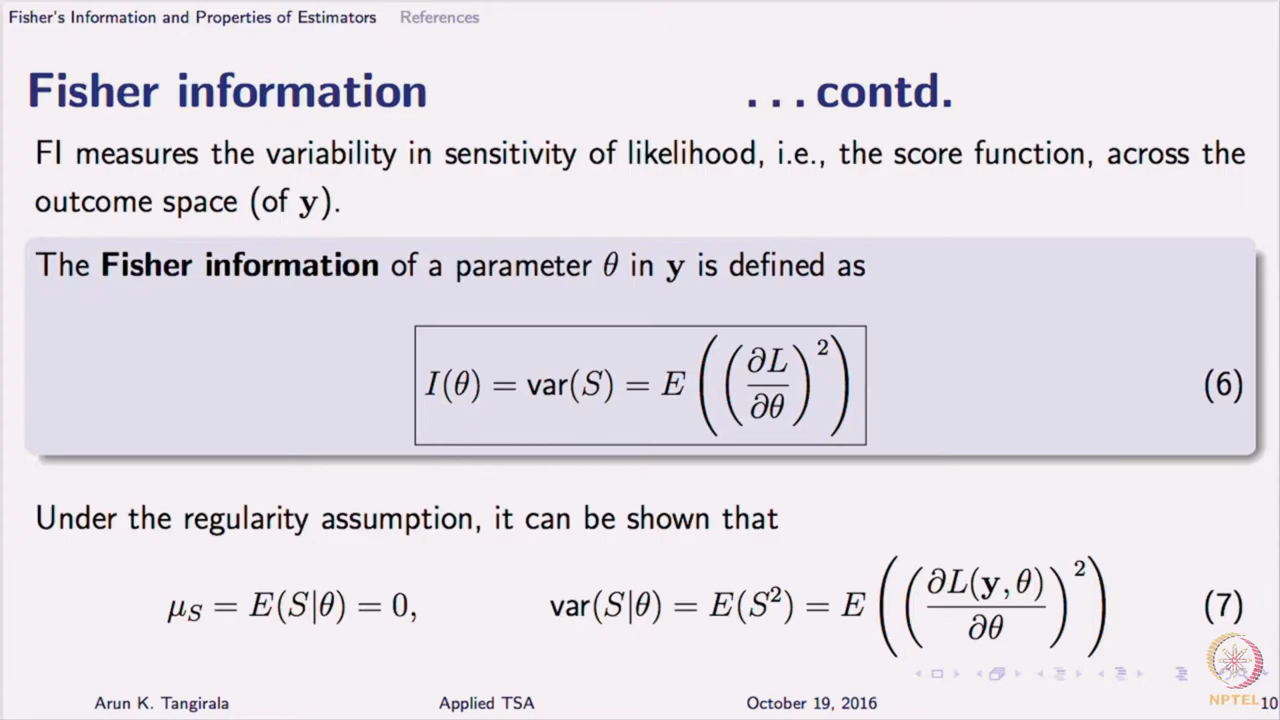 Fisher's Information and Properties of Estimators References
Fisher information ...contd.
FI measures the variability in sensitivity of likelihood, i.e., the score function, across the
outcome space (of y).
The Fisher information of a parameter θ in y is defined as
I(θ) = var(S) = E((∂L/∂θ)²) (6)
Under the regularity assumption, it can be shown that
μ_S = E(S|θ) = 0, var(S|θ) = E(S²) = E((∂L(y, θ)/∂θ)²) (7)
NPTEL
Arun K. Tangirala Applied TSA October 19, 2016 10